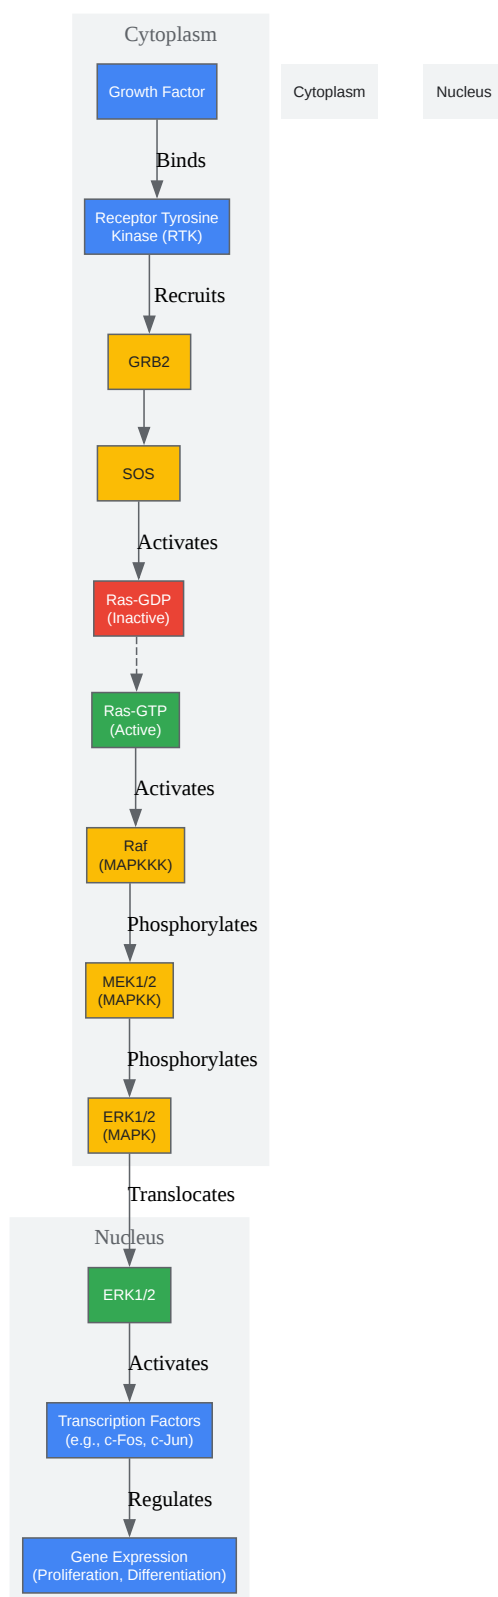 Cytoplasm
Growth Factor
Cytoplasm
Nucleus
Binds
Receptor Tyrosine
Kinase (RTK)
Recruits
GRB2
SOS
Activates
Ras-GDP
(Inactive)
Ras-GTP
(Active)
Activates
Raf
(MAPKKK)
Phosphorylates
MEK1/2
(MAPKK)
Phosphorylates
ERK1/2
(MAPK)
Translocates
Nucleus
ERK1/2
Activates
Transcription Factors
(e.g., c-Fos, c-Jun)
Regulates
Gene Expression
(Proliferation, Differentiation)